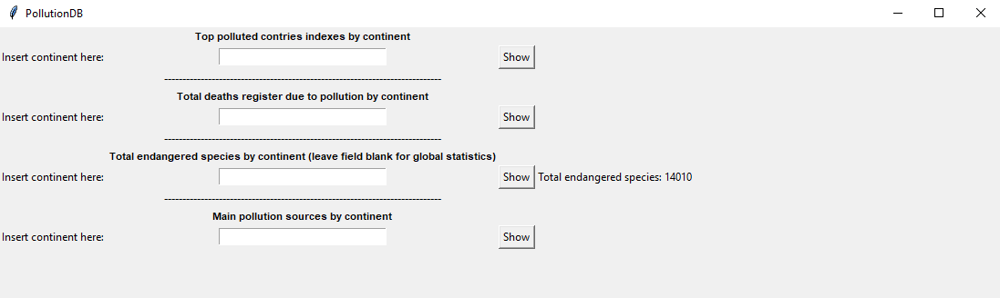 PollutionDB
Top polluted contries indexes by continent
Insert continent here: Show
--------------------------------------------------------------------------
Total deaths register due to pollution by continent
Insert continent here: Show
--------------------------------------------------------------------------
Total endangered species by continent (leave field blank for global statistics)
Insert continent here: Show Total endangered species: 14010
--------------------------------------------------------------------------
Main pollution sources by continent
Insert continent here: Show